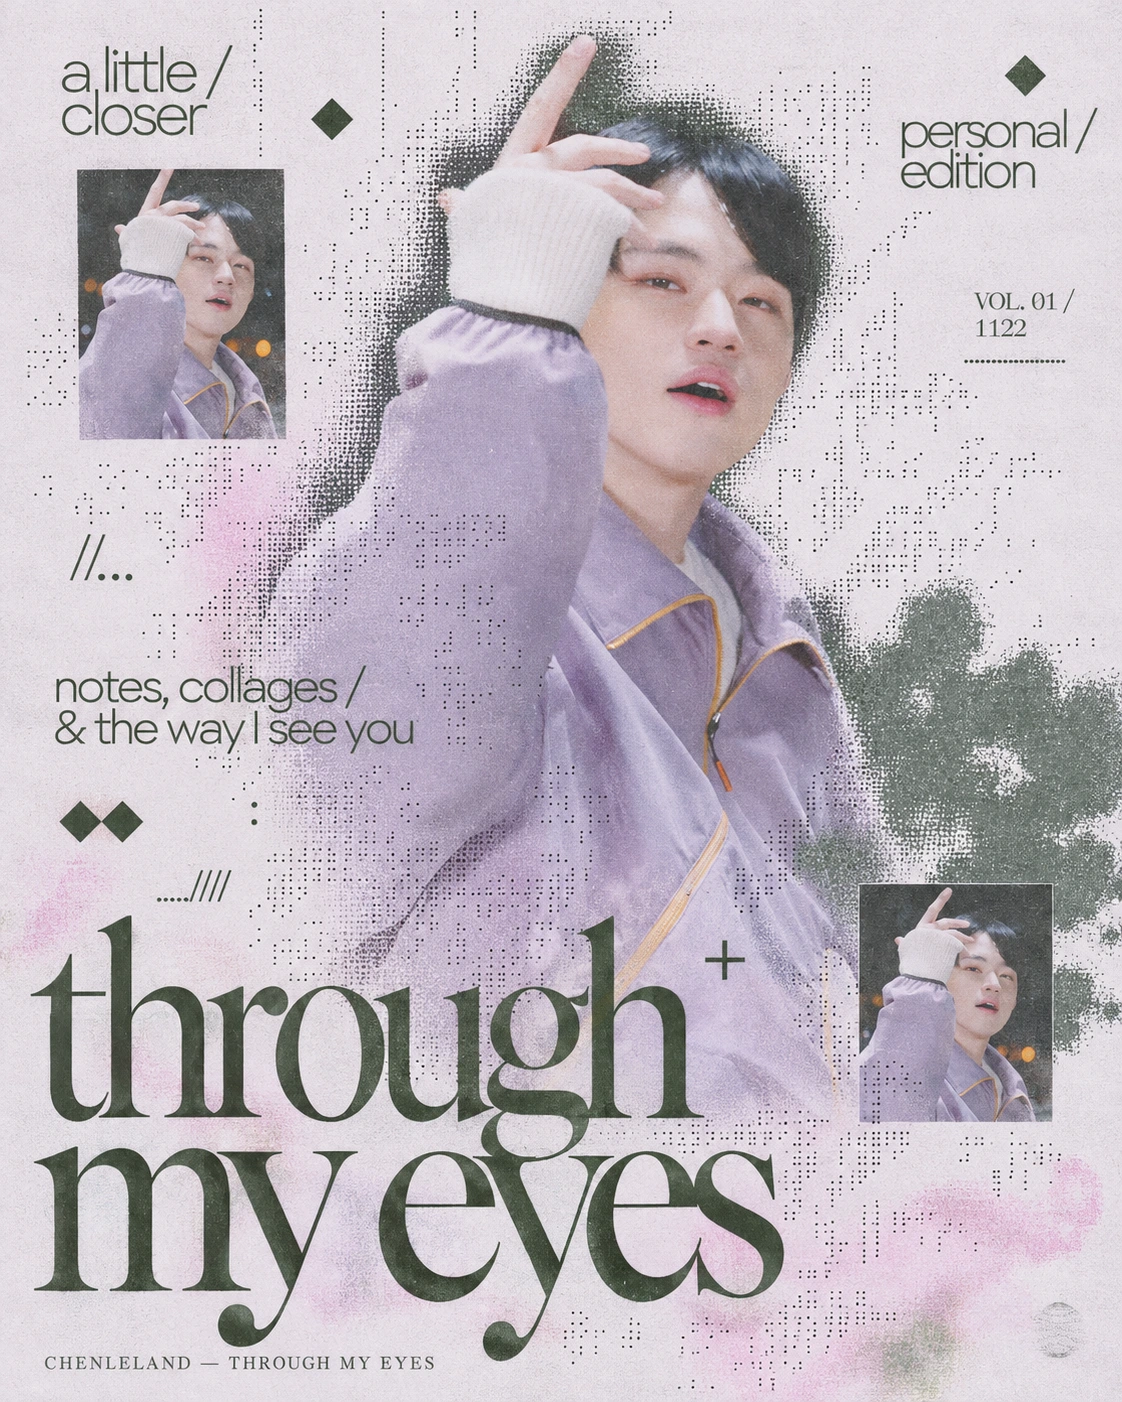 a little /
closer
personal /
edition
VOL. 01 /
1122
//...
notes, collages /
& the way I see you
...../​///
through
my eyes
CHENLELAND — THROUGH MY EYES